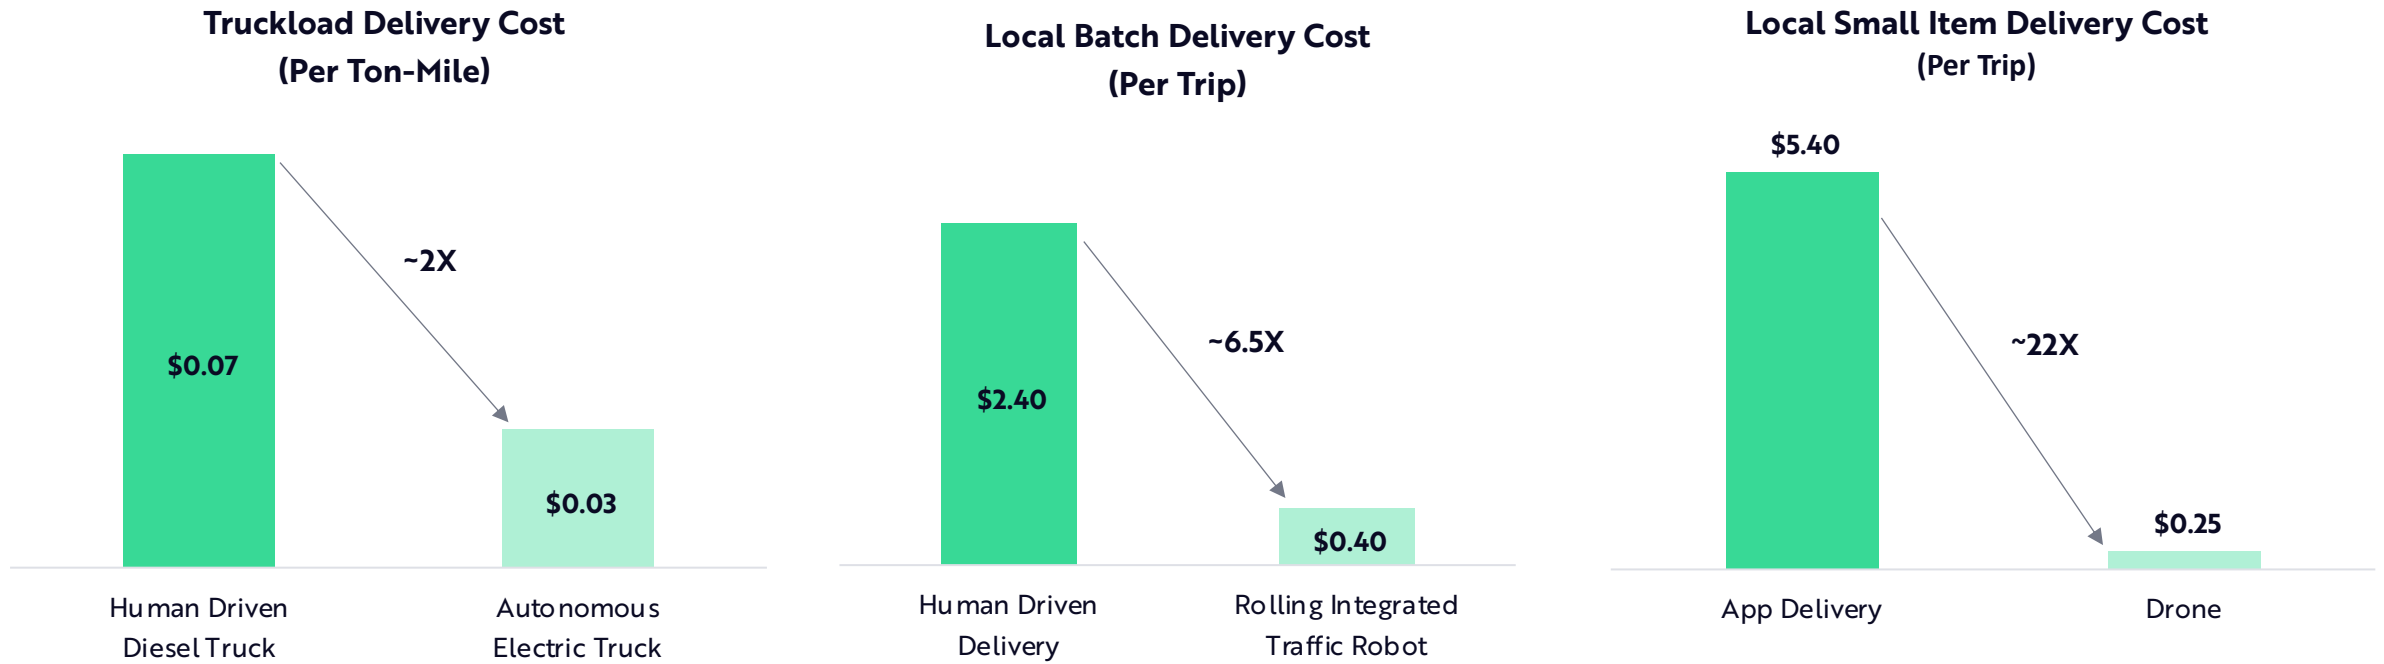 Truckload Delivery Cost
(Per Ton-Mile)
~2X
$0.07
$0.03
Human Driven
Diesel Truck
Autonomous
Electric Truck
Local Batch Delivery Cost
(Per Trip)
~6.5X
$2.40
$0.40
Human Driven
Delivery
Rolling Integrated
Traffic Robot
Local Small Item Delivery Cost
(Per Trip)
$5.40
~22X
$0.25
App Delivery
Drone